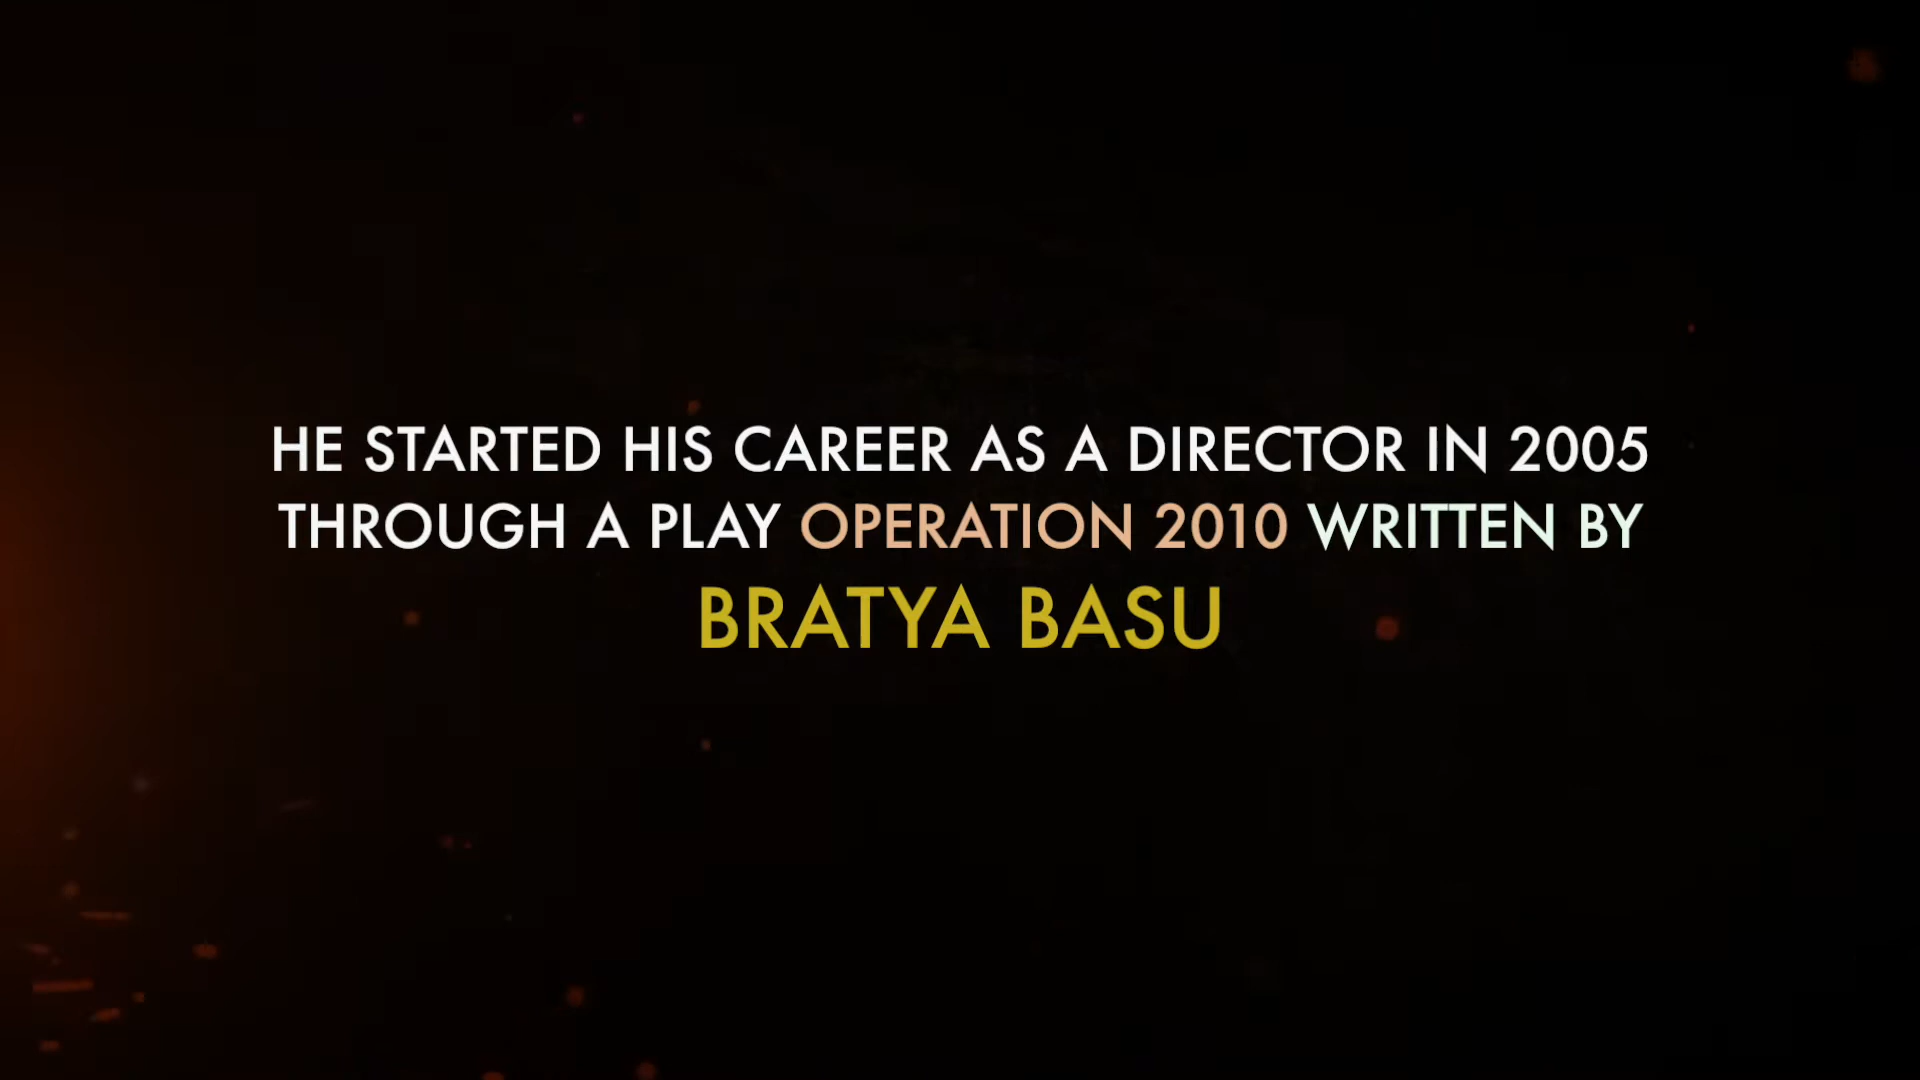 HE STARTED HIS CAREER AS A DIRECTOR IN 2005
THROUGH A PLAY OPERATION 2010 WRITTEN BY
BRATYA BASU